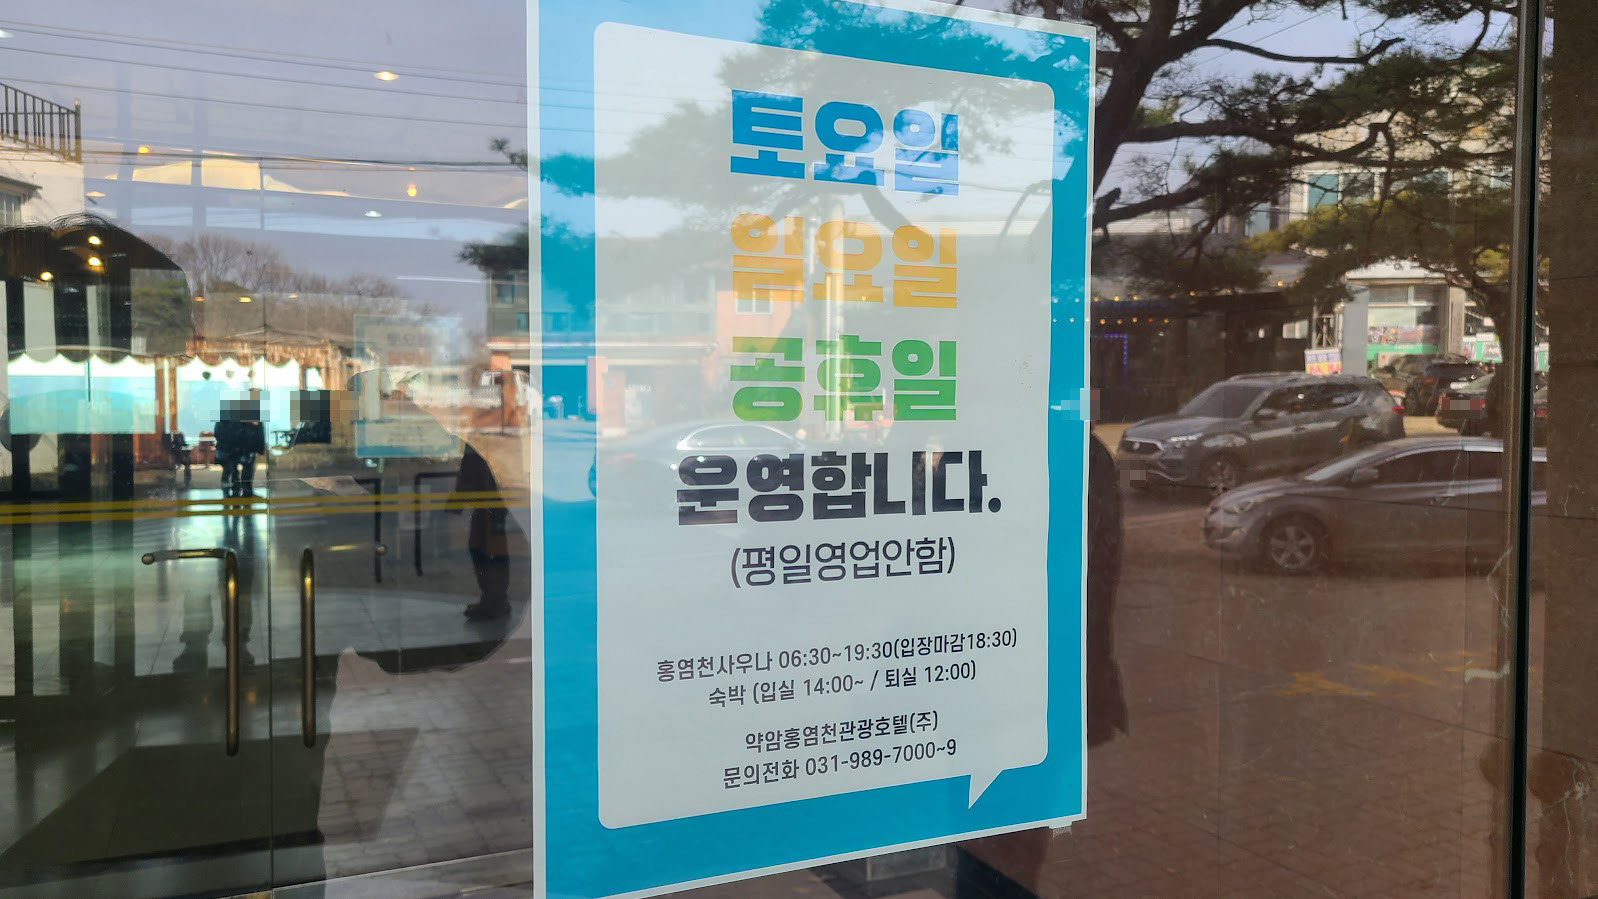 토요일
일요일
공휴일
운영합니다.
(평일영업안함)
홍염천사우나 06:30~19:30(입장마감18:30)
숙박 (입실 14:00~ / 퇴실 12:00)
약암홍염천관광호텔(주)
문의전화 031-989-7000~9